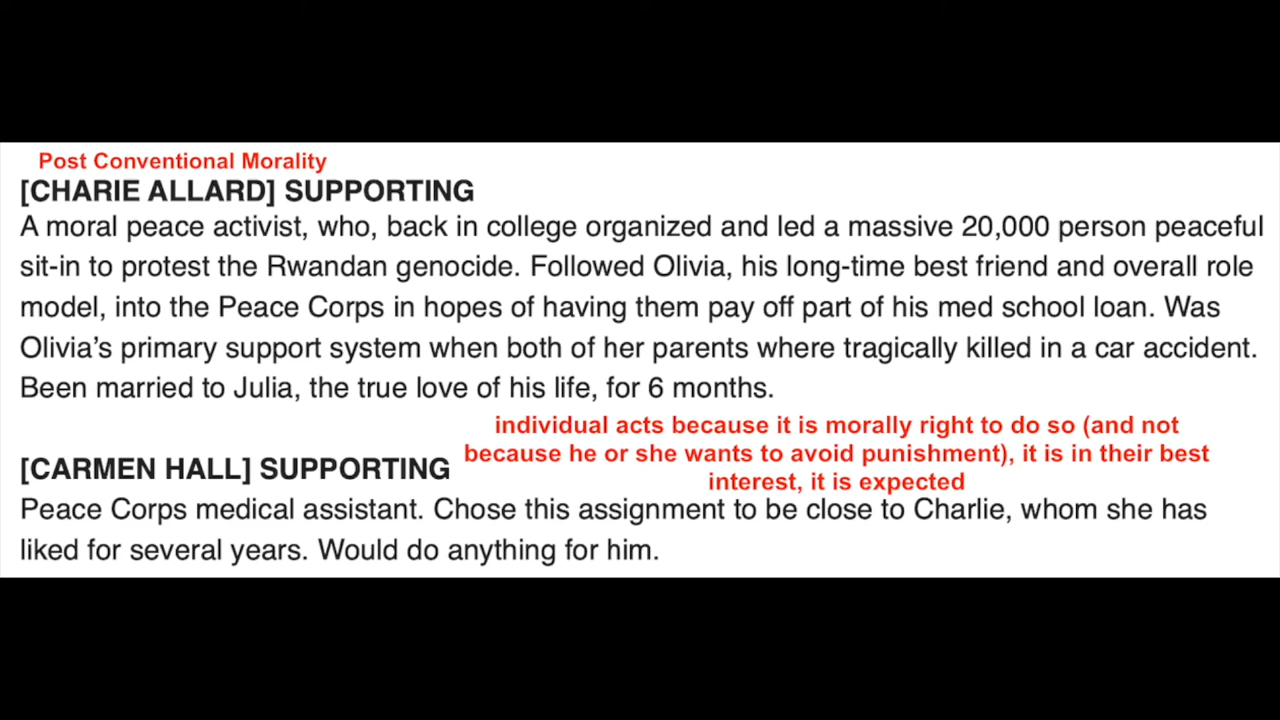 Post Conventional Morality
[CHARIE ALLARD] SUPPORTING
A moral peace activist, who, back in college organized and led a massive 20,000 person peaceful
sit-in to protest the Rwandan genocide. Followed Olivia, his long-time best friend and overall role
model, into the Peace Corps in hopes of having them pay off part of his med school loan. Was
Olivia’s primary support system when both of her parents where tragically killed in a car accident.
Been married to Julia, the true love of his life, for 6 months.
individual acts because it is morally right to do so (and not
because he or she wants to avoid punishment), it is in their best
interest, it is expected
[CARMEN HALL] SUPPORTING
Peace Corps medical assistant. Chose this assignment to be close to Charlie, whom she has
liked for several years. Would do anything for him.